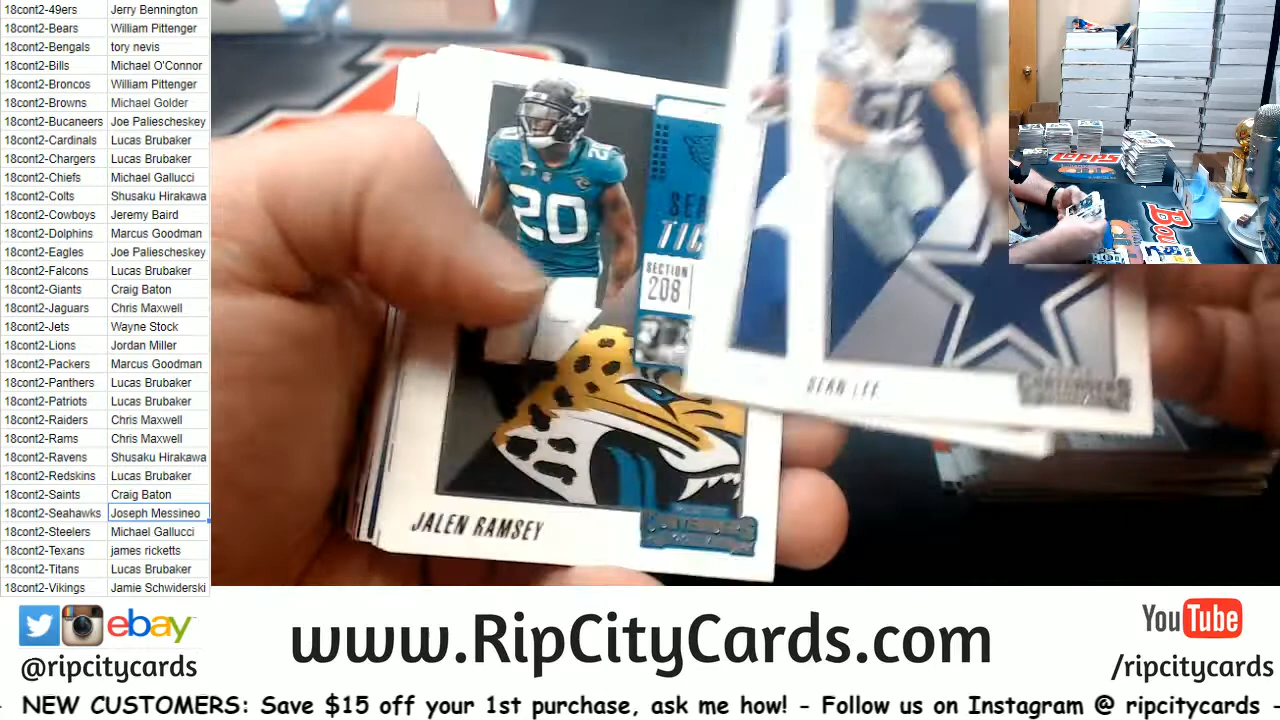 18cont2-49ers Jerry Bennington
18cont2-Bears William Pittenger
18cont2-Bengals tory nevis
18cont2-Bills Michael O'Connor
18cont2-Broncos William Pittenger
18cont2-Browns Michael Golder
18cont2-Bucaneers Joe Paliescheskey
18cont2-Cardinals Lucas Brubaker
18cont2-Chargers Lucas Brubaker
18cont2-Chiefs Michael Gallucci
18cont2-Colts Shusaku Hirakawa
18cont2-Cowboys Jeremy Baird
18cont2-Dolphins Marcus Goodman
18cont2-Eagles Joe Paliescheskey
18cont2-Falcons Lucas Brubaker
18cont2-Giants Craig Baton
18cont2-Jaguars Chris Maxwell
18cont2-Jets Wayne Stock
18cont2-Lions Jordan Miller
18cont2-Packers Marcus Goodman
18cont2-Panthers Lucas Brubaker
18cont2-Patriots Lucas Brubaker
18cont2-Raiders Chris Maxwell
18cont2-Rams Chris Maxwell
18cont2-Ravens Shusaku Hirakawa
18cont2-Redskins Lucas Brubaker
18cont2-Saints Craig Baton
18cont2-Seahawks Joseph Messineo
18cont2-Steelers Michael Gallucci
18cont2-Texans james ricketts
18cont2-Titans Lucas Brubaker
18cont2-Vikings Jamie Schwiderski
20
20
SEA
TIC
SECTION
208
JALEN RAMSEY
CONTENDERS
SEAN LEE
CONTENDERS
TOPPS
Bow
ebay
@ripcitycards
www.RipCityCards.com
YouTube
/ripcitycards
NEW CUSTOMERS: Save $15 off your 1st purchase, ask me how! - Follow us on Instagram @ ripcitycards -